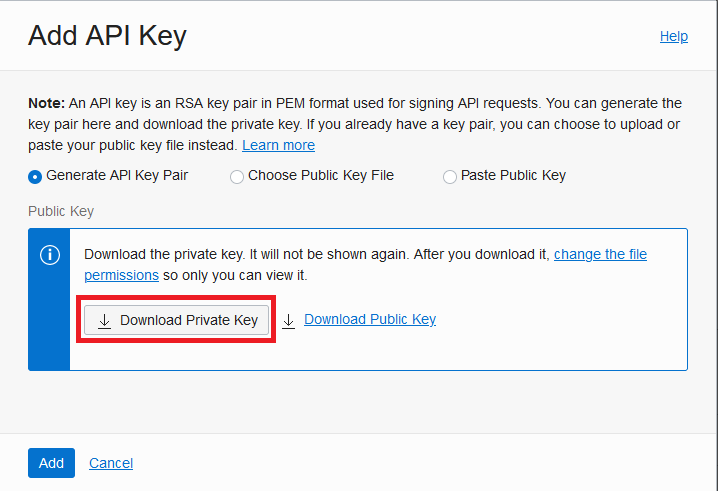 Add API Key
Help
Note: An API key is an RSA key pair in PEM format used for signing API requests. You can generate the
key pair here and download the private key. If you already have a key pair, you can choose to upload or
paste your public key file instead. Learn more
Generate API Key Pair
Choose Public Key File
Paste Public Key
Public Key
Download the private key. It will not be shown again. After you download it, change the file
permissions so only you can view it.
Download Private Key
Download Public Key
Add
Cancel